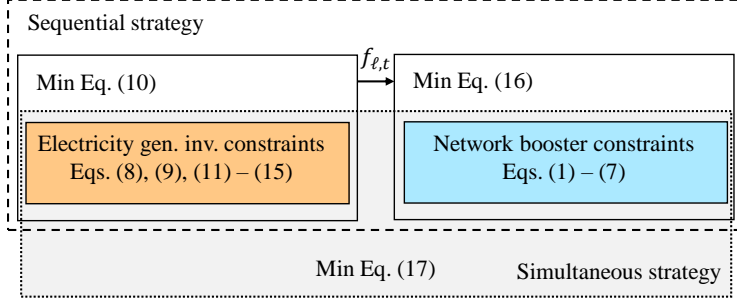 Sequential strategy
Min Eq. (10)
fℓ,t
Min Eq. (16)
Electricity gen. inv. constraints
Eqs. (8), (9), (11) – (15)
Network booster constraints
Eqs. (1) – (7)
Min Eq. (17)
Simultaneous strategy